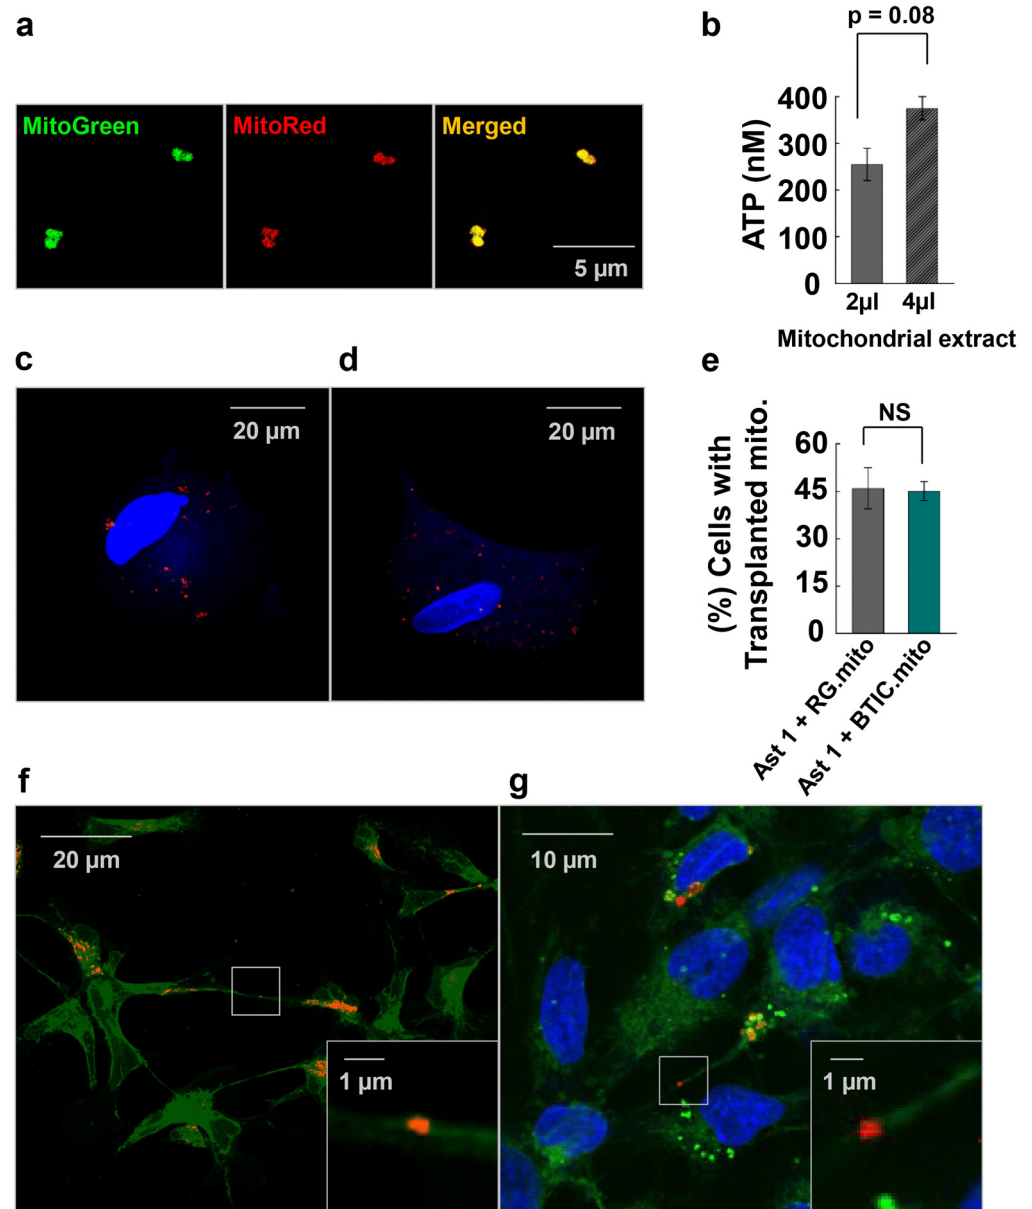 a
MitoGreen
MitoRed
Merged
5 µm
b
p = 0.08
ATP (nM)
400
300
200
100
0
2µl
4µl
Mitochondrial extract
c
20 µm
d
20 µm
e
NS
(%) Cells with
Transplanted mito.
60
45
30
15
0
Ast 1 + RG.mito
Ast 1 + BTIC.mito
f
20 µm
1 µm
g
10 µm
1 µm